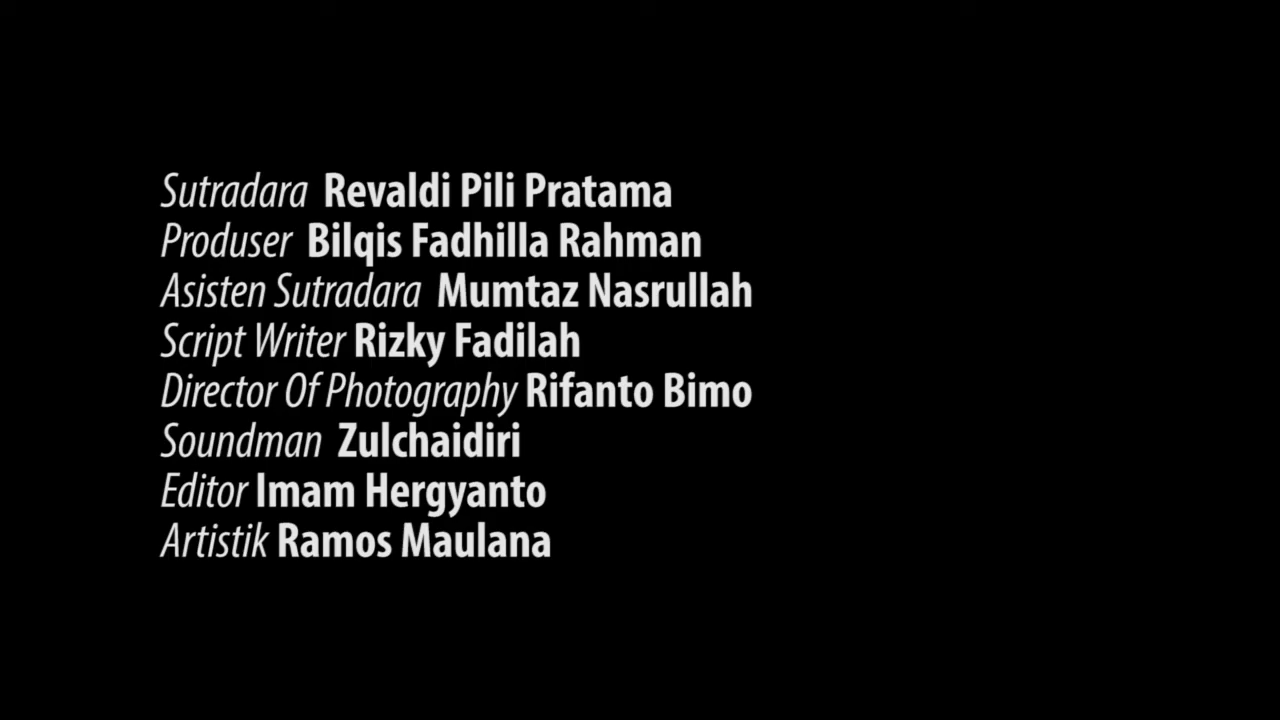 Sutradara Revaldi Pili Pratama
Produser Bilqis Fadhilla Rahman
Asisten Sutradara Mumtaz Nasrullah
Script Writer Rizky Fadilah
Director Of Photography Rifanto Bimo
Soundman Zulchaidiri
Editor Imam Hergyanto
Artistik Ramos Maulana